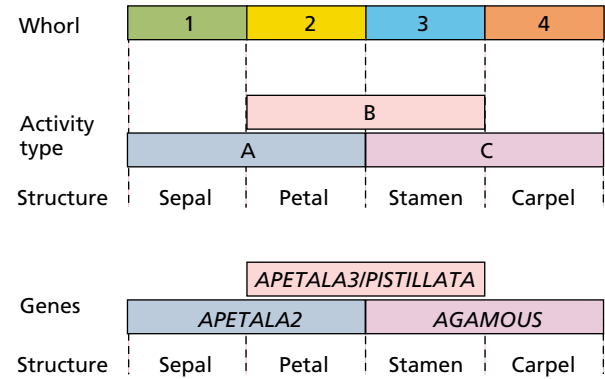 Whorl 1 2 3 4
B
Activity type A C
Structure Sepal Petal Stamen Carpel
APETALA3/PISTILLATA
Genes APETALA2 AGAMOUS
Structure Sepal Petal Stamen Carpel